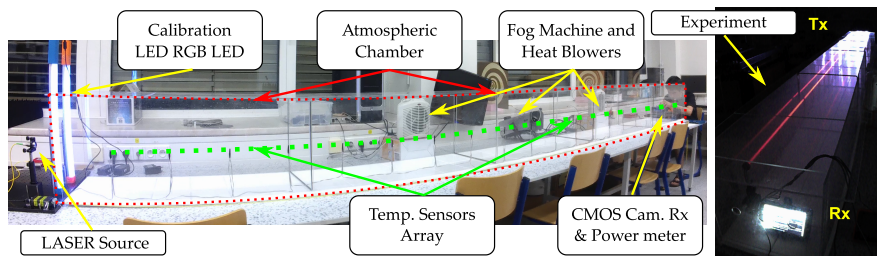 Calibration
LED RGB LED
Atmospheric
Chamber
Fog Machine and
Heat Blowers
Experiment
Tx
Temp. Sensors
Array
CMOS Cam. Rx
& Power meter
Rx
LASER Source